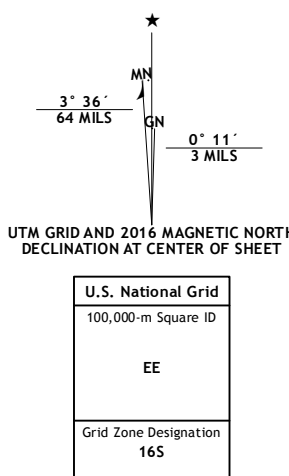 ★
MN
3° 36´
64 MILS
GN
0° 11´
3 MILS
UTM GRID AND 2016 MAGNETIC NORTH
DECLINATION AT CENTER OF SHEET
U.S. National Grid
100,000-m Square ID
EE
Grid Zone Designation
16S